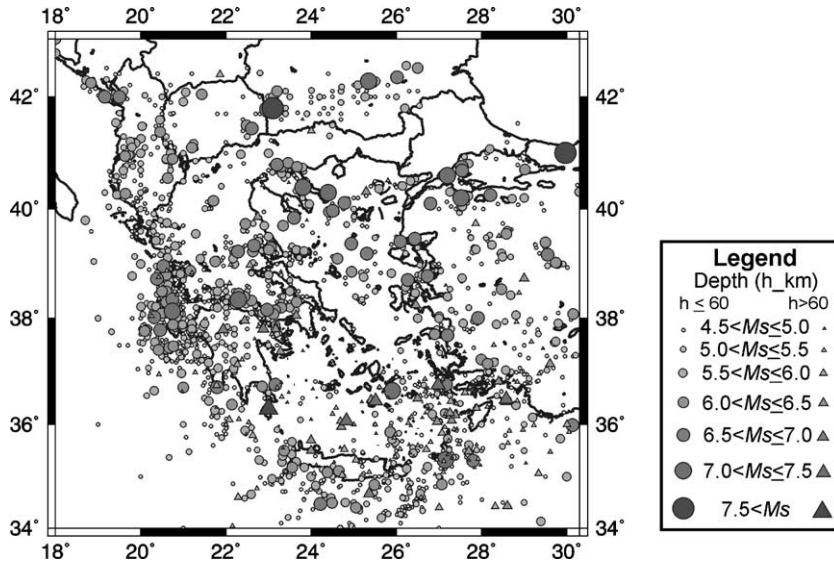 18° 20° 22° 24° 26° 28° 30°
42° 42°
40° 40°
38° 38°
36° 36°
34° 34°
18° 20° 22° 24° 26° 28° 30°
Legend
Depth (h_km)
h ≤ 60 h>60
4.5<Ms≤5.0
5.0<Ms≤5.5
5.5<Ms≤6.0
6.0<Ms≤6.5
6.5<Ms≤7.0
7.0<Ms≤7.5
7.5<Ms